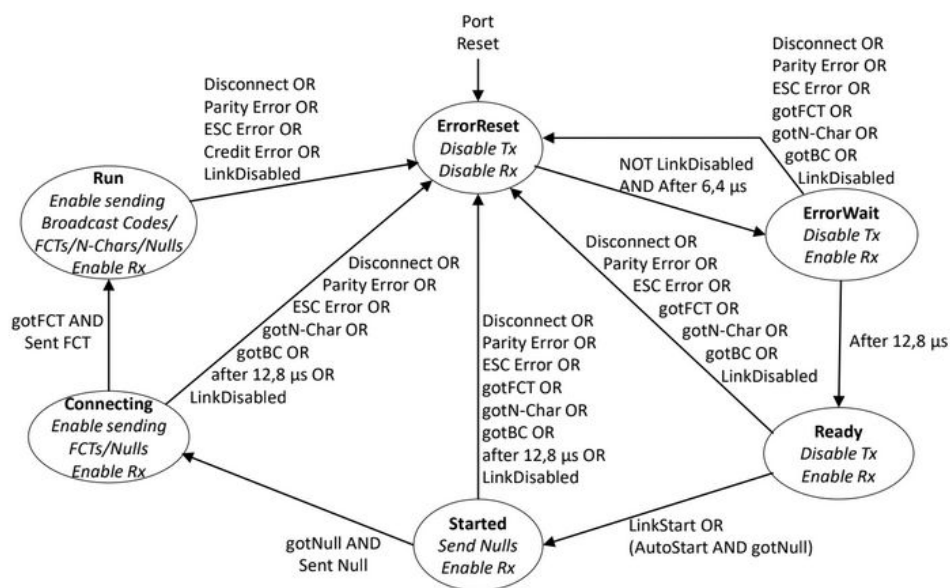 Port
Reset
Disconnect OR
Parity Error OR
ESC Error OR
Credit Error OR
LinkDisabled
ErrorReset
Disable Tx
Disable Rx
Disconnect OR
Parity Error OR
ESC Error OR
gotFCT OR
gotN-Char OR
gotBC OR
LinkDisabled
NOT LinkDisabled
AND After 6,4 µs
Run
Enable sending
Broadcast Codes/
FCTs/N-Chars/Nulls
Enable Rx
ErrorWait
Disable Tx
Enable Rx
Disconnect OR
Parity Error OR
ESC Error OR
gotN-Char OR
gotBC OR
after 12,8 µs OR
LinkDisabled
Disconnect OR
Parity Error OR
ESC Error OR
gotFCT OR
gotN-Char OR
gotBC OR
after 12,8 µs OR
LinkDisabled
Disconnect OR
Parity Error OR
ESC Error OR
gotFCT OR
gotN-Char OR
gotBC OR
LinkDisabled
gotFCT AND
Sent FCT
After 12,8 µs
Connecting
Enable sending
FCTs/Nulls
Enable Rx
Ready
Disable Tx
Enable Rx
gotNull AND
Sent Null
Started
Send Nulls
Enable Rx
LinkStart OR
(AutoStart AND gotNull)